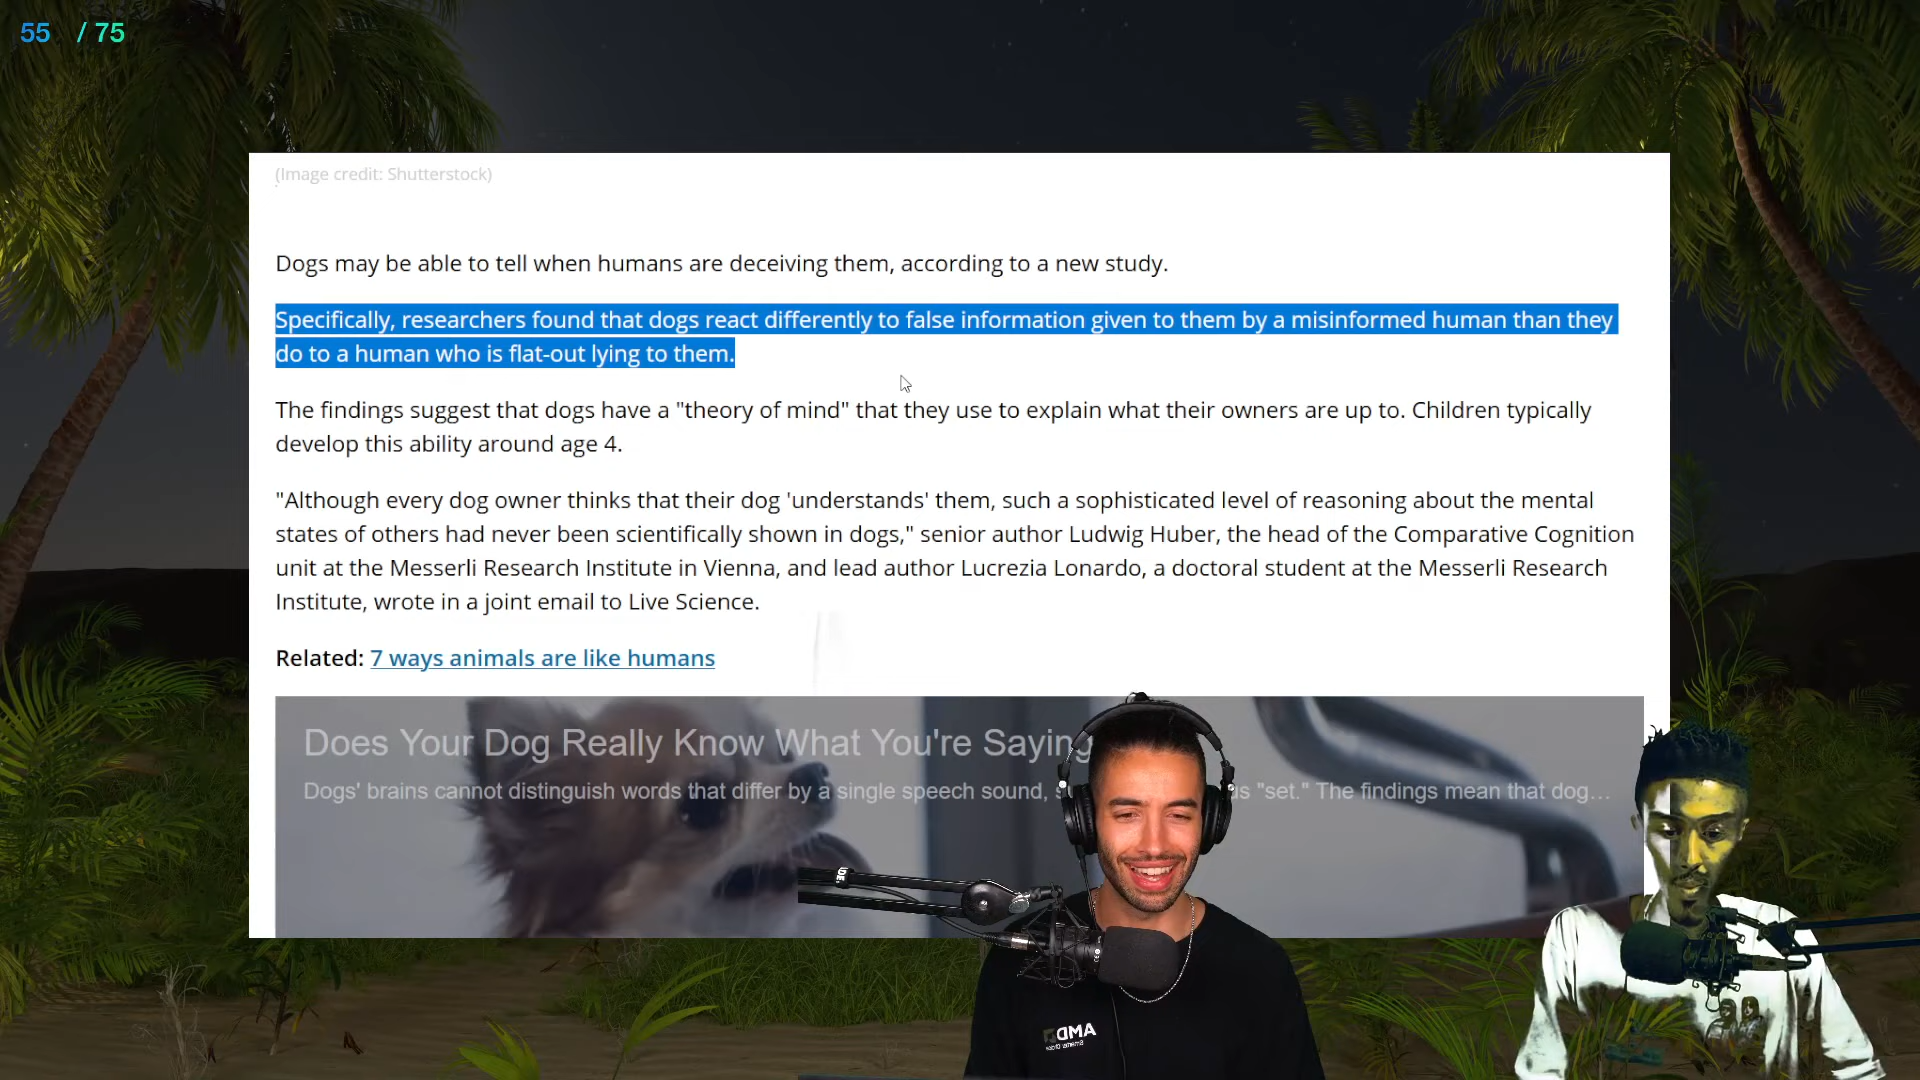 55 / 75
(Image credit: Shutterstock)
Dogs may be able to tell when humans are deceiving them, according to a new study.
Specifically, researchers found that dogs react differently to false information given to them by a misinformed human than they
do to a human who is flat-out lying to them.
The findings suggest that dogs have a "theory of mind" that they use to explain what their owners are up to. Children typically
develop this ability around age 4.
"Although every dog owner thinks that their dog 'understands' them, such a sophisticated level of reasoning about the mental
states of others had never been scientifically shown in dogs," senior author Ludwig Huber, the head of the Comparative Cognition
unit at the Messerli Research Institute in Vienna, and lead author Lucrezia Lonardo, a doctoral student at the Messerli Research
Institute, wrote in a joint email to Live Science.
Related: 7 ways animals are like humans
Does Your Dog Really Know What You're Saying
Dogs' brains cannot distinguish words that differ by a single speech sound, "set." The findings mean that dog...
AMD